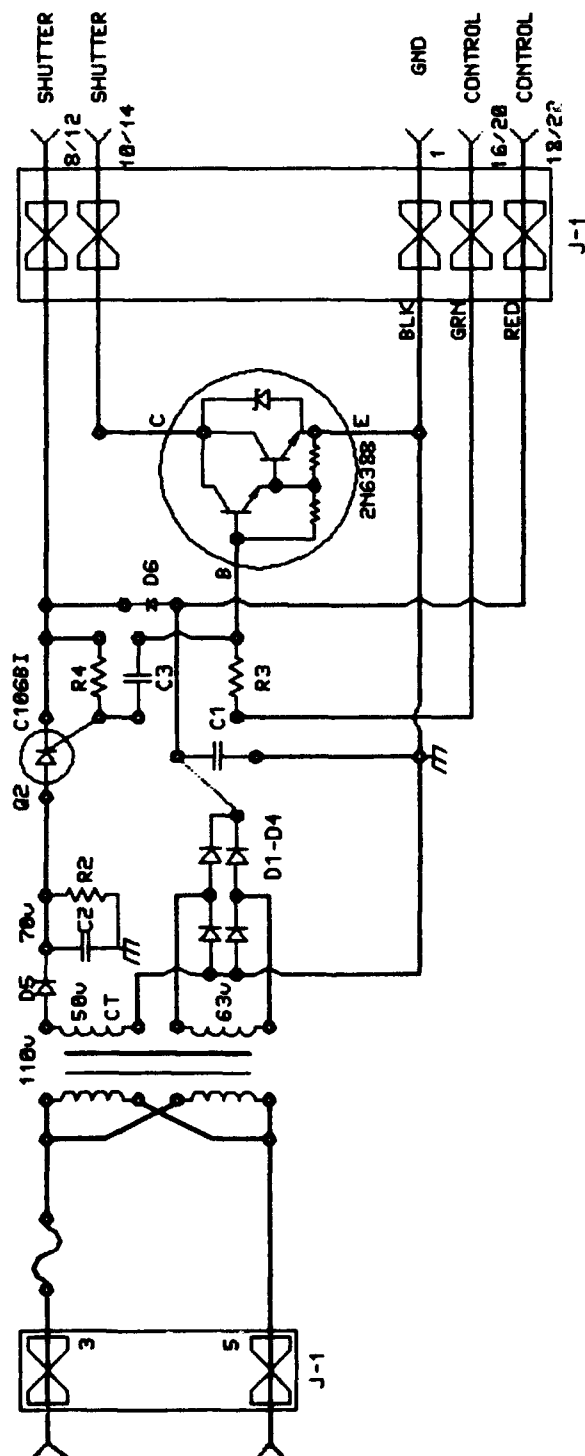 3
5
J-1
110v
D5
50v
CT
63v
70v
C2
R2
D1-D4
Q2
C106BI
R4
C3
C1
R3
D6
B
C
E
2N6388
BLK
GRN
RED
J-1
8/12
SHUTTER
10/14
SHUTTER
1
GND
16/20
CONTROL
CONTROL